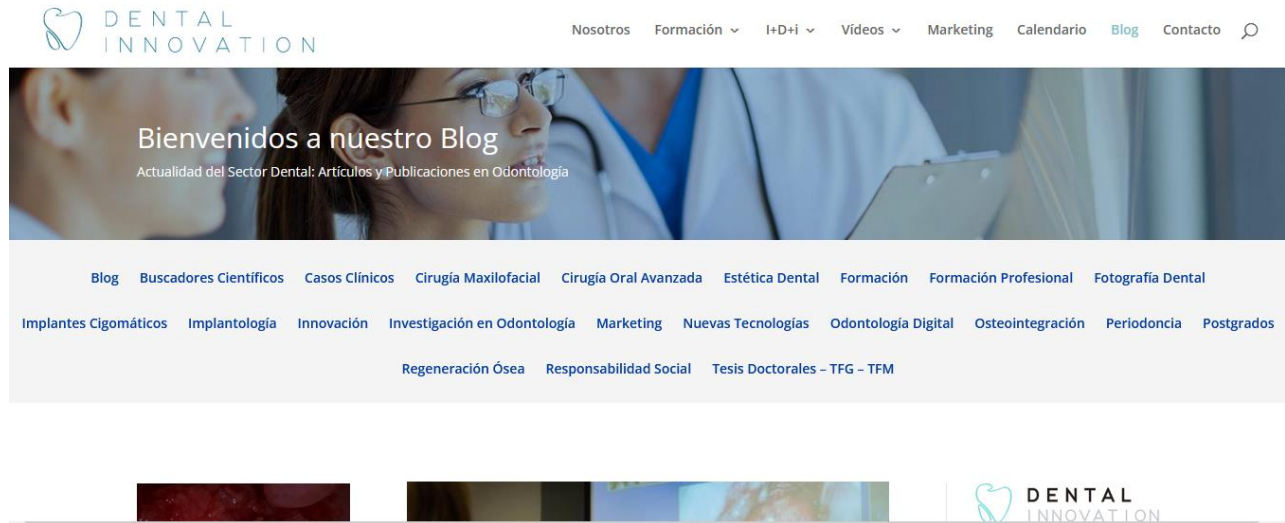 DENTAL
INNOVATION
Nosotros Formación I+D+i Vídeos Marketing Calendario Blog Contacto
Bienvenidos a nuestro Blog
Actualidad del Sector Dental: Artículos y Publicaciones en Odontología
Blog Buscadores Científicos Casos Clínicos Cirugía Maxilofacial Cirugía Oral Avanzada Estética Dental Formación Formación Profesional Fotografía Dental
Implantes Cigomáticos Implantología Innovación Investigación en Odontología Marketing Nuevas Tecnologías Odontología Digital Osteointegración Periodoncia Postgrados
Regeneración Ósea Responsabilidad Social Tesis Doctorales – TFG – TFM
DENTAL
INNOVATION